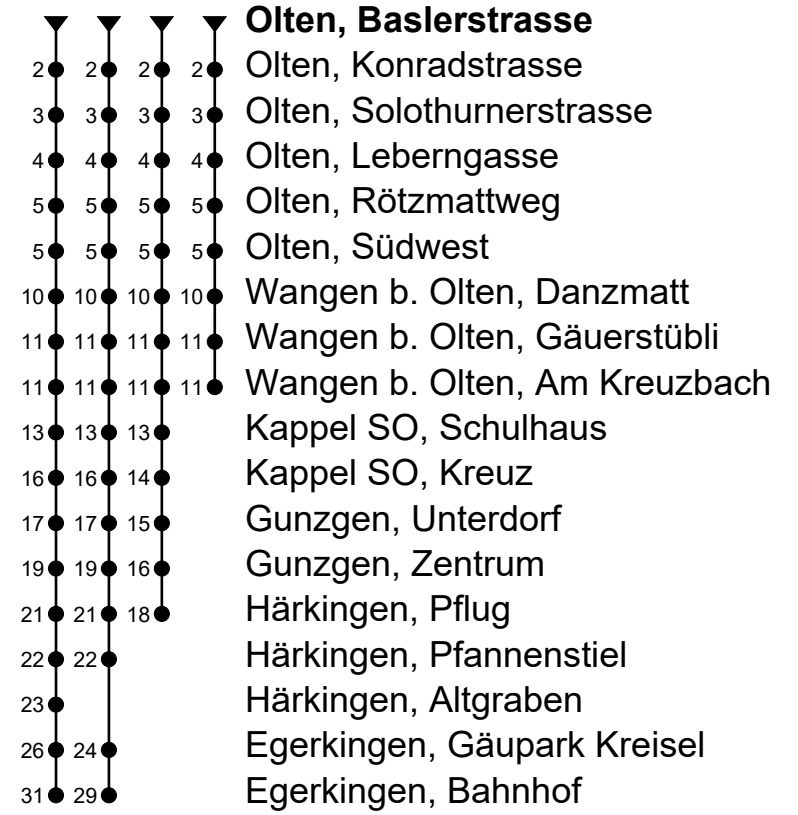 Olten, Baslerstrasse
2 2 2 2 Olten, Konradstrasse
3 3 3 3 Olten, Solothurnerstrasse
4 4 4 4 Olten, Leberngasse
5 5 5 5 Olten, Rötzmattweg
5 5 5 5 Olten, Südwest
10 10 10 10 Wangen b. Olten, Danzmatt
11 11 11 11 Wangen b. Olten, Gäuerstübli
11 11 11 11 Wangen b. Olten, Am Kreuzbach
13 13 13 Kappel SO, Schulhaus
16 16 14 Kappel SO, Kreuz
17 17 15 Gunzgen, Unterdorf
19 19 16 Gunzgen, Zentrum
21 21 18 Härkingen, Pflug
22 22 Härkingen, Pfannenstiel
23 Härkingen, Altgraben
26 24 Egerkingen, Gäupark Kreisel
31 29 Egerkingen, Bahnhof